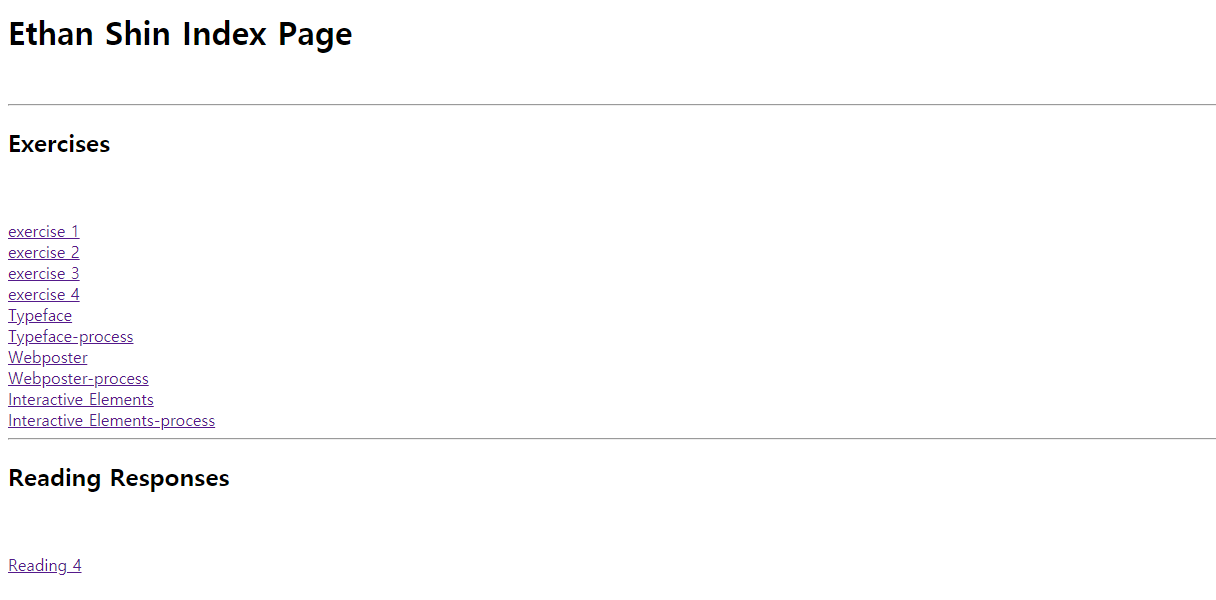 Ethan Shin Index Page
Exercises
exercise 1
exercise 2
exercise 3
exercise 4
Typeface
Typeface-process
Webposter
Webposter-process
Interactive Elements
Interactive Elements-process
Reading Responses
Reading 4